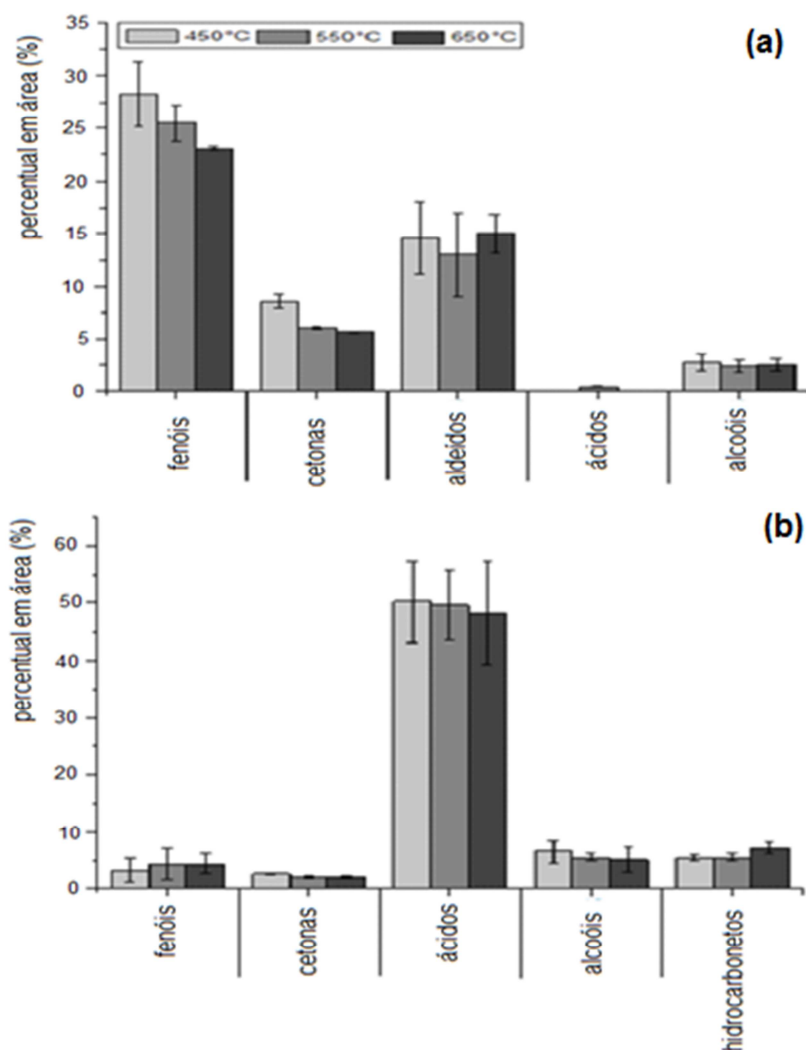 (a)
450°C 550°C 650°C
percentual em área (%)
35
30
25
20
15
10
5
0
fenóis
cetonas
aldeídos
ácidos
alcoóis
(b)
percentual em área (%)
60
50
40
30
20
10
0
fenóis
cetonas
ácidos
alcoóis
hidrocarbonetos